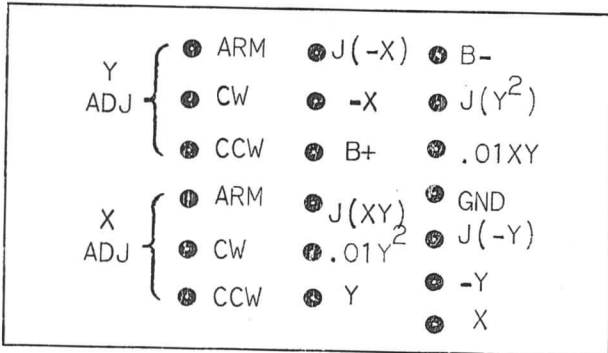 Y
ADJ
ARM
CW
CCW
X
ADJ
ARM
CW
CCW
J(-X)
-X
B+
J(XY)
.01Y²
Y
B-
J(Y²)
.01XY
GND
J(-Y)
-Y
X